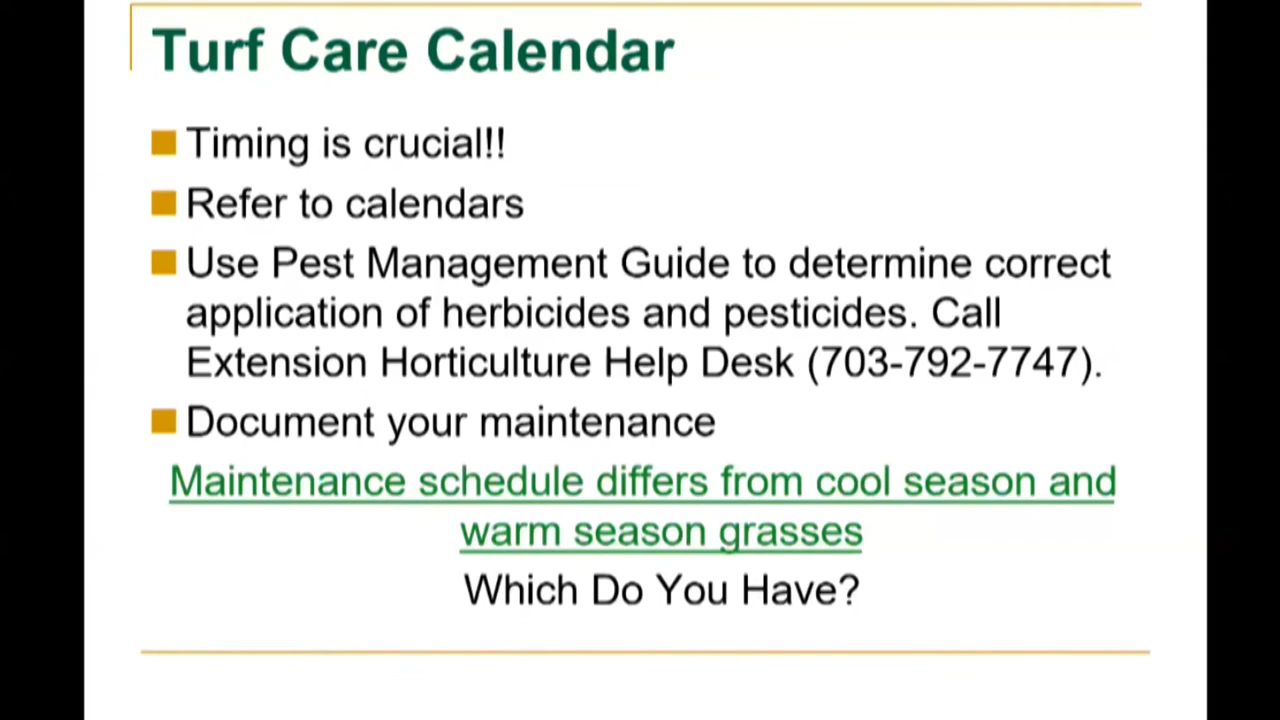 Turf Care Calendar
Timing is crucial!!
Refer to calendars
Use Pest Management Guide to determine correct
application of herbicides and pesticides. Call
Extension Horticulture Help Desk (703-792-7747).
Document your maintenance
Maintenance schedule differs from cool season and
warm season grasses
Which Do You Have?